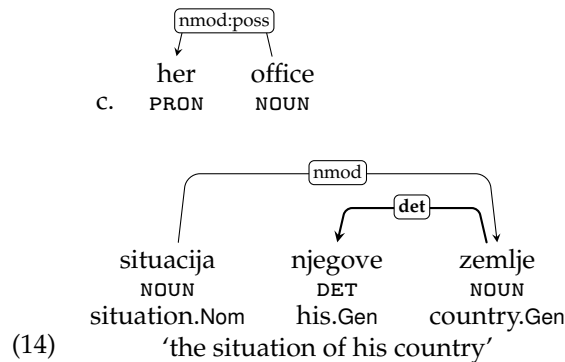 nmod:poss
her office
c. PRON NOUN
nmod
det
situacija njegove zemlje
NOUN DET NOUN
situation.Nom his.Gen country.Gen
(14) ‘the situation of his country’